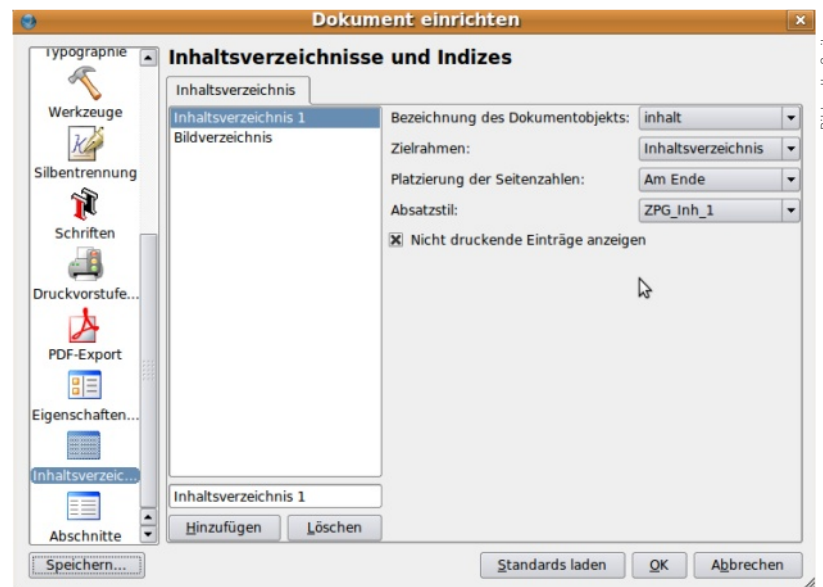 Dokument einrichten
Typographie
Werkzeuge
Silbentrennung
Schriften
Druckvorstufe...
PDF-Export
Eigenschaften...
Inhaltsverzeic...
Abschnitte
Inhaltsverzeichnisse und Indizes
Inhaltsverzeichnis
Inhaltsverzeichnis 1
Bildverzeichnis
Inhaltsverzeichnis 1
Hinzufügen Löschen
Bezeichnung des Dokumentobjekts: inhalt
Zielrahmen: Inhaltsverzeichnis
Platzierung der Seitenzahlen: Am Ende
Absatzstil: ZPG_Inh_1
Nicht druckende Einträge anzeigen
Speichern... Standards laden OK Abbrechen